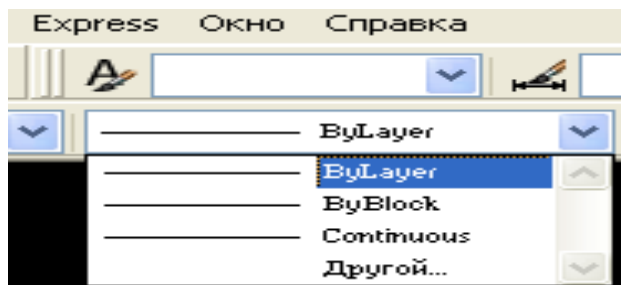 Express Окно Справка
ByLayer
ByLayer
ByBlock
Continuous
Другой...